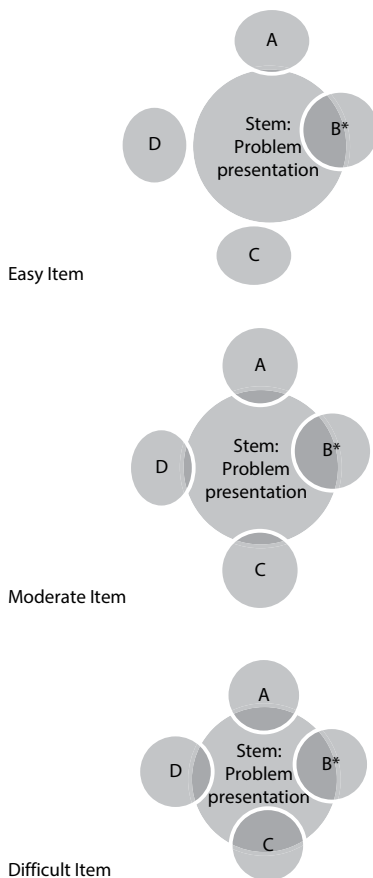 A
Stem:
Problem
presentation
B*
D
C
Easy Item
A
Stem:
Problem
presentation
B*
D
C
Moderate Item
A
Stem:
Problem
presentation
B*
D
C
Difficult Item